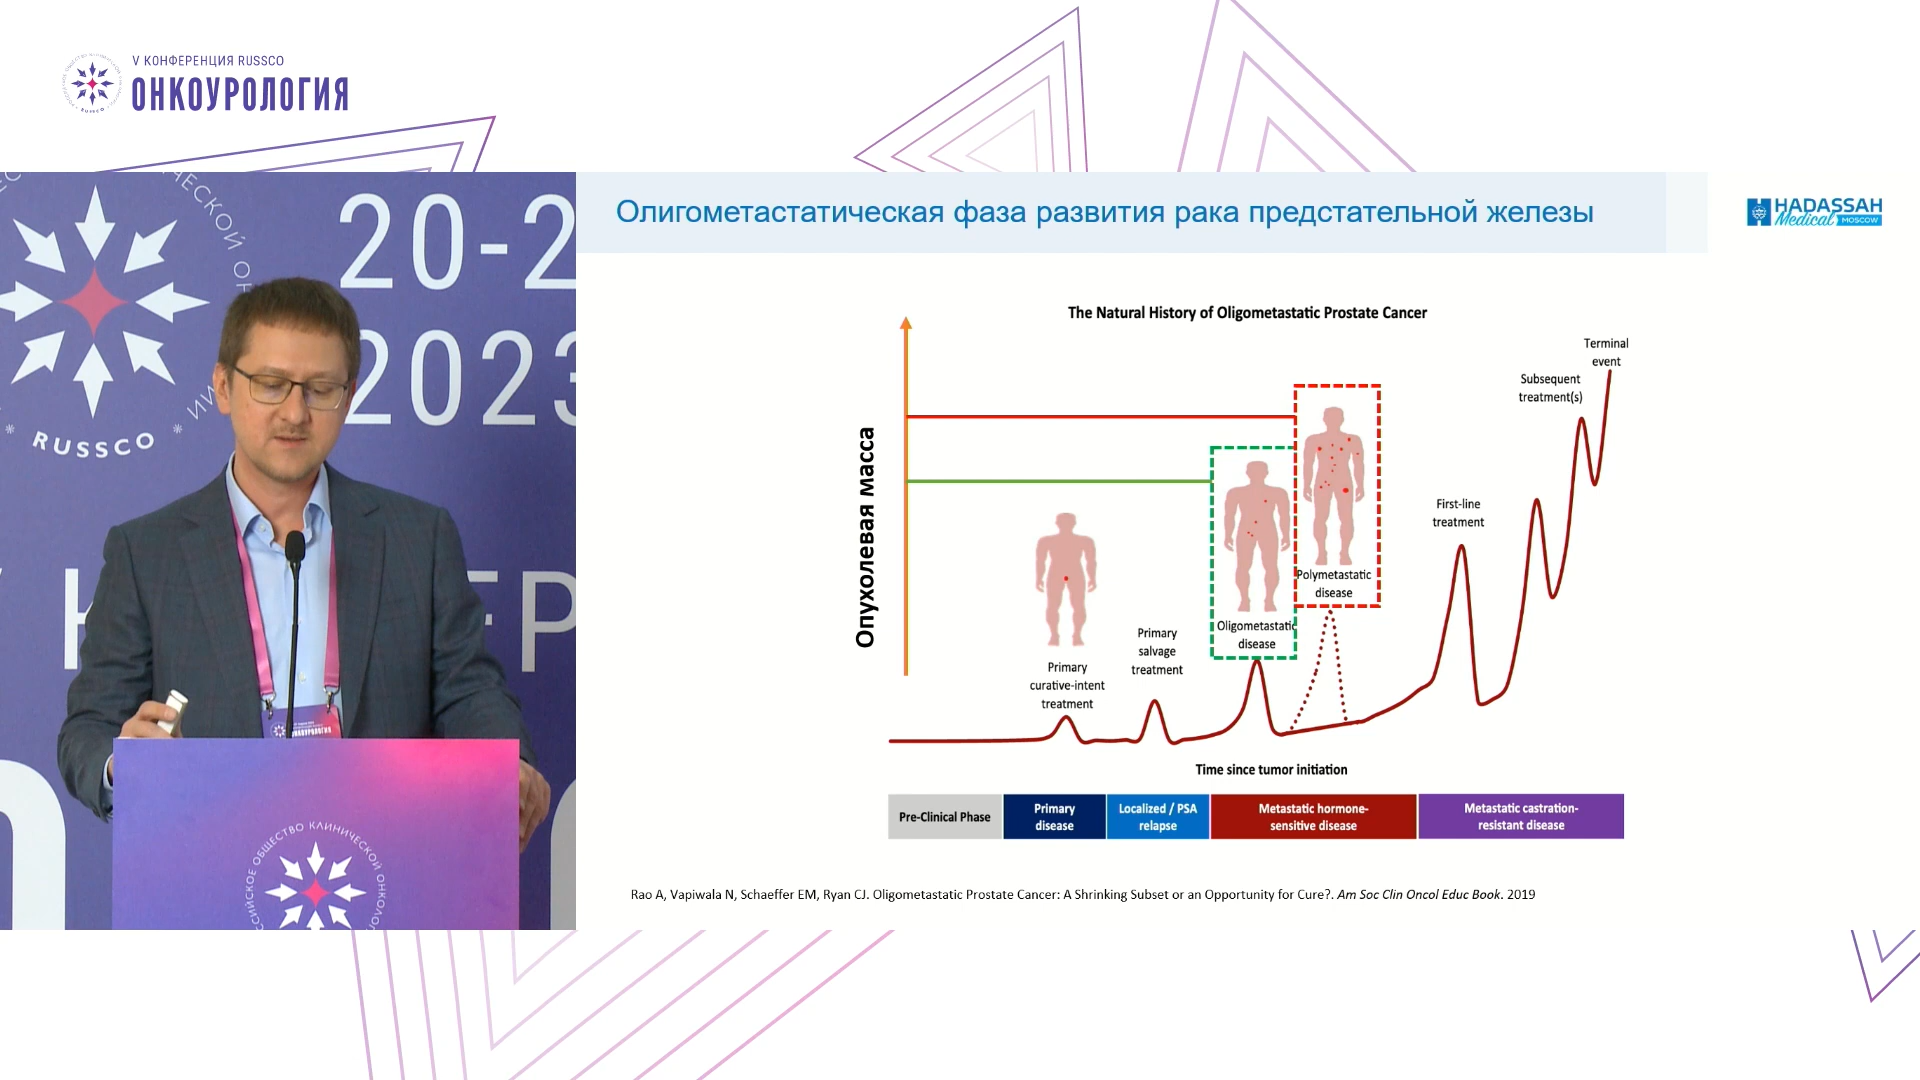 V КОНФЕРЕНЦИЯ RUSSCO
ОНКОУРОЛОГИЯ
20-2
2023
RUSSCO
Олигометастатическая фаза развития рака предстательной железы
HADASSAH
Medical MOSCOW
The Natural History of Oligometastatic Prostate Cancer
Опухолевая масса
Terminal
event
Subsequent
treatment(s)
First-line
treatment
Polymetastatic
disease
Oligometastatic
disease
Primary
salvage
treatment
Primary
curative-intent
treatment
Time since tumor initiation
Pre-Clinical Phase
Primary
disease
Localized / PSA
relapse
Metastatic hormone-
sensitive disease
Metastatic castration-
resistant disease
Rao A, Vapiwala N, Schaeffer EM, Ryan CJ. Oligometastatic Prostate Cancer: A Shrinking Subset or an Opportunity for Cure?. Am Soc Clin Oncol Educ Book. 2019
ОБЩЕСТВО КЛИНИЧЕСКОЙ